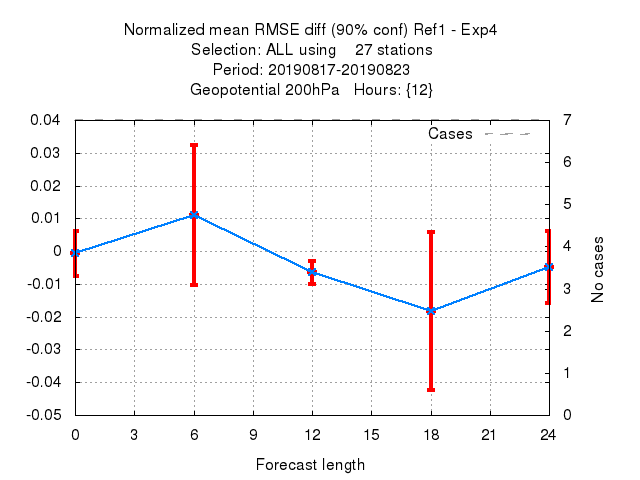 Normalized mean RMSE diff (90% conf) Ref1 - Exp4
Selection: ALL using    27 stations
Period: 20190817-20190823
Geopotential 200hPa   Hours: {12}
Cases
0.04
0.03
0.02
0.01
0
-0.01
-0.02
-0.03
-0.04
-0.05
7
6
5
4
3
2
1
0
No cases
0 3 6 9 12 15 18 21 24
Forecast length